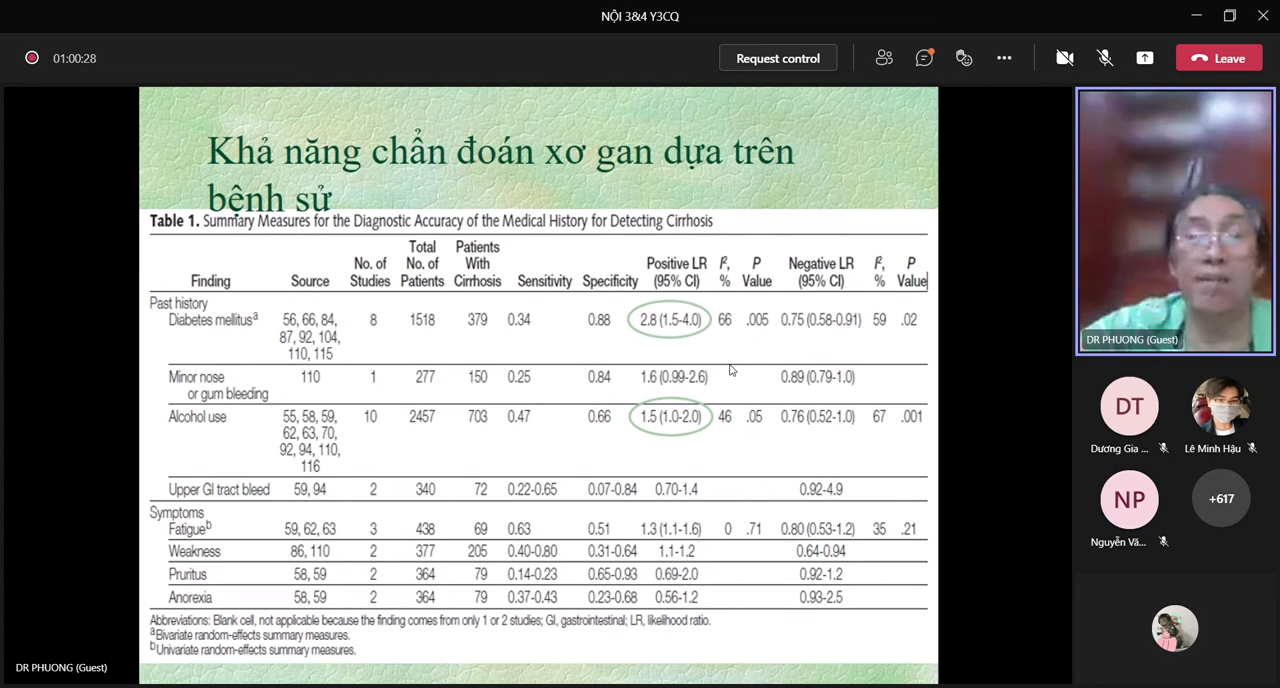 NỘI 3&4 Y3CQ
01:00:28
Request control
Leave
Khả năng chẩn đoán xơ gan dựa trên
bệnh sử
Table 1. Summary Measures for the Diagnostic Accuracy of the Medical History for Detecting Cirrhosis
Finding Source No. of Studies Total No. of Patients Patients With Cirrhosis Sensitivity Specificity Positive LR (95% CI) I², % P Value Negative LR (95% CI) I², % P Value
Past history
Diabetes mellitusᵃ 56, 66, 84, 8 1518 379 0.34 0.88 2.8 (1.5-4.0) 66 .005 0.75 (0.58-0.91) 59 .02
87, 92, 104,
110, 115
Minor nose 110 1 277 150 0.25 0.84 1.6 (0.99-2.6) 0.89 (0.79-1.0)
or gum bleeding
Alcohol use 55, 58, 59, 10 2457 703 0.47 0.66 1.5 (1.0-2.0) 46 .05 0.76 (0.52-1.0) 67 .001
62, 63, 70,
92, 94, 110,
116
Upper GI tract bleed 59, 94 2 340 72 0.22-0.65 0.07-0.84 0.70-1.4 0.92-4.9
Symptoms
Fatigueᵇ 59, 62, 63 3 438 69 0.63 0.51 1.3 (1.1-1.6) 0 .71 0.80 (0.53-1.2) 35 .21
Weakness 86, 110 2 377 205 0.40-0.80 0.31-0.64 1.1-1.2 0.64-0.94
Pruritus 58, 59 2 364 79 0.14-0.23 0.65-0.93 0.69-2.0 0.92-1.2
Anorexia 58, 59 2 364 79 0.37-0.43 0.23-0.68 0.56-1.2 0.93-2.5
Abbreviations: Blank cell, not applicable because the finding comes from only 1 or 2 studies; GI, gastrointestinal; LR, likelihood ratio.
ᵃBivariate random-effects summary measures.
ᵇUnivariate random-effects summary measures.
DR PHUONG (Guest)
DR PHUONG (Guest)
DT
Dương Gia ...
Lê Minh Hậu
NP
+617
Nguyễn Vă...